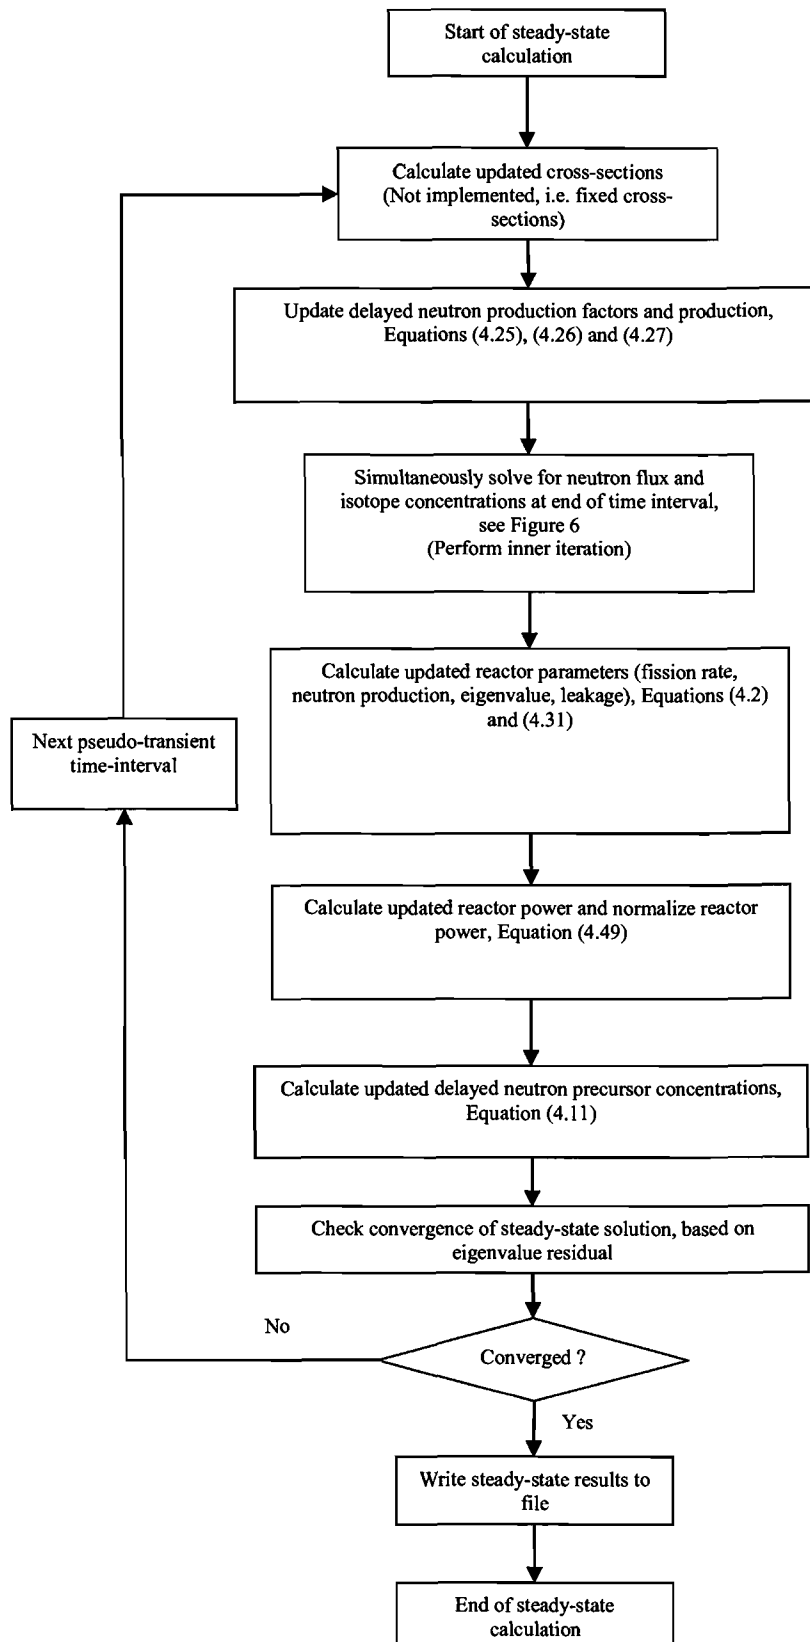 Start of steady-state
calculation
Calculate updated cross-sections
(Not implemented, i.e. fixed cross-
sections)
Update delayed neutron production factors and production,
Equations (4.25), (4.26) and (4.27)
Simultaneously solve for neutron flux and
isotope concentrations at end of time interval,
see Figure 6
(Perform inner iteration)
Calculate updated reactor parameters (fission rate,
neutron production, eigenvalue, leakage), Equations (4.2)
and (4.31)
Next pseudo-transient
time-interval
Calculate updated reactor power and normalize reactor
power, Equation (4.49)
Calculate updated delayed neutron precursor concentrations,
Equation (4.11)
Check convergence of steady-state solution, based on
eigenvalue residual
No
Converged ?
Yes
Write steady-state results to
file
End of steady-state
calculation